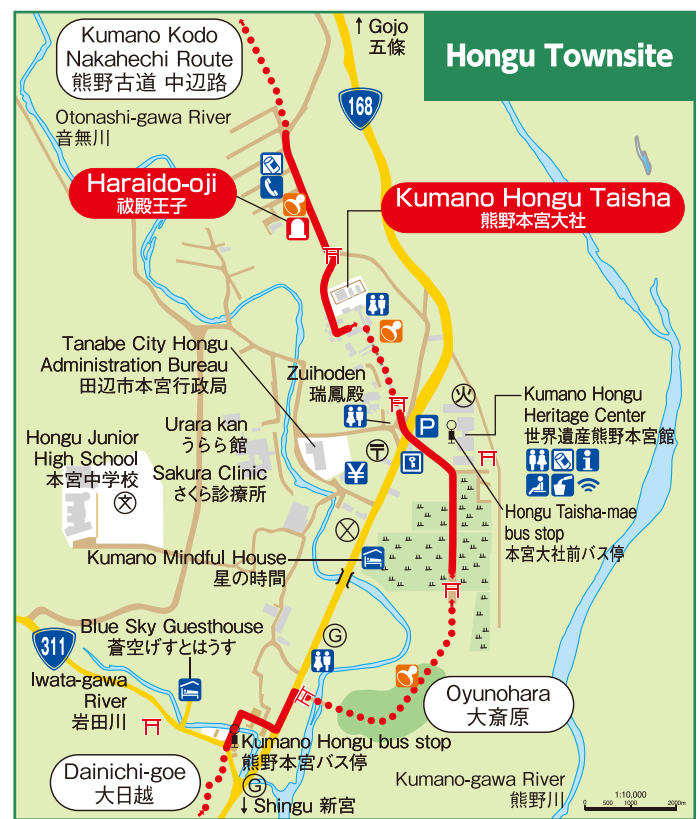 Hongu Townsite
Kumano Kodo
Nakahechi Route
熊野古道 中辺路
↑ Gojo
五條
168
Otonashi-gawa River
音無川
Haraido-oji
祓殿王子
Kumano Hongu Taisha
熊野本宮大社
Tanabe City Hongu
Administration Bureau
田辺市本宮行政局
Zuihoden
瑞鳳殿
火
P
〒
¥
Kumano Hongu
Heritage Center
世界遺産熊野本宮館
i
Urara kan
うらら館
Hongu Junior
High School
本宮中学校
文
Sakura Clinic
さくら診療所
Hongu Taisha-mae
bus stop
本宮大社前バス停
Kumano Mindful House
星の時間
Blue Sky Guesthouse
蒼空げすとはうす
311
G
Iwata-gawa
River
岩田川
Oyunohara
大斎原
Kumano Hongu bus stop
熊野本宮バス停
Dainichi-goe
大日越
G
↓ Shingu 新宮
Kumano-gawa River
熊野川
1:10,000
0 500 1000 2000m